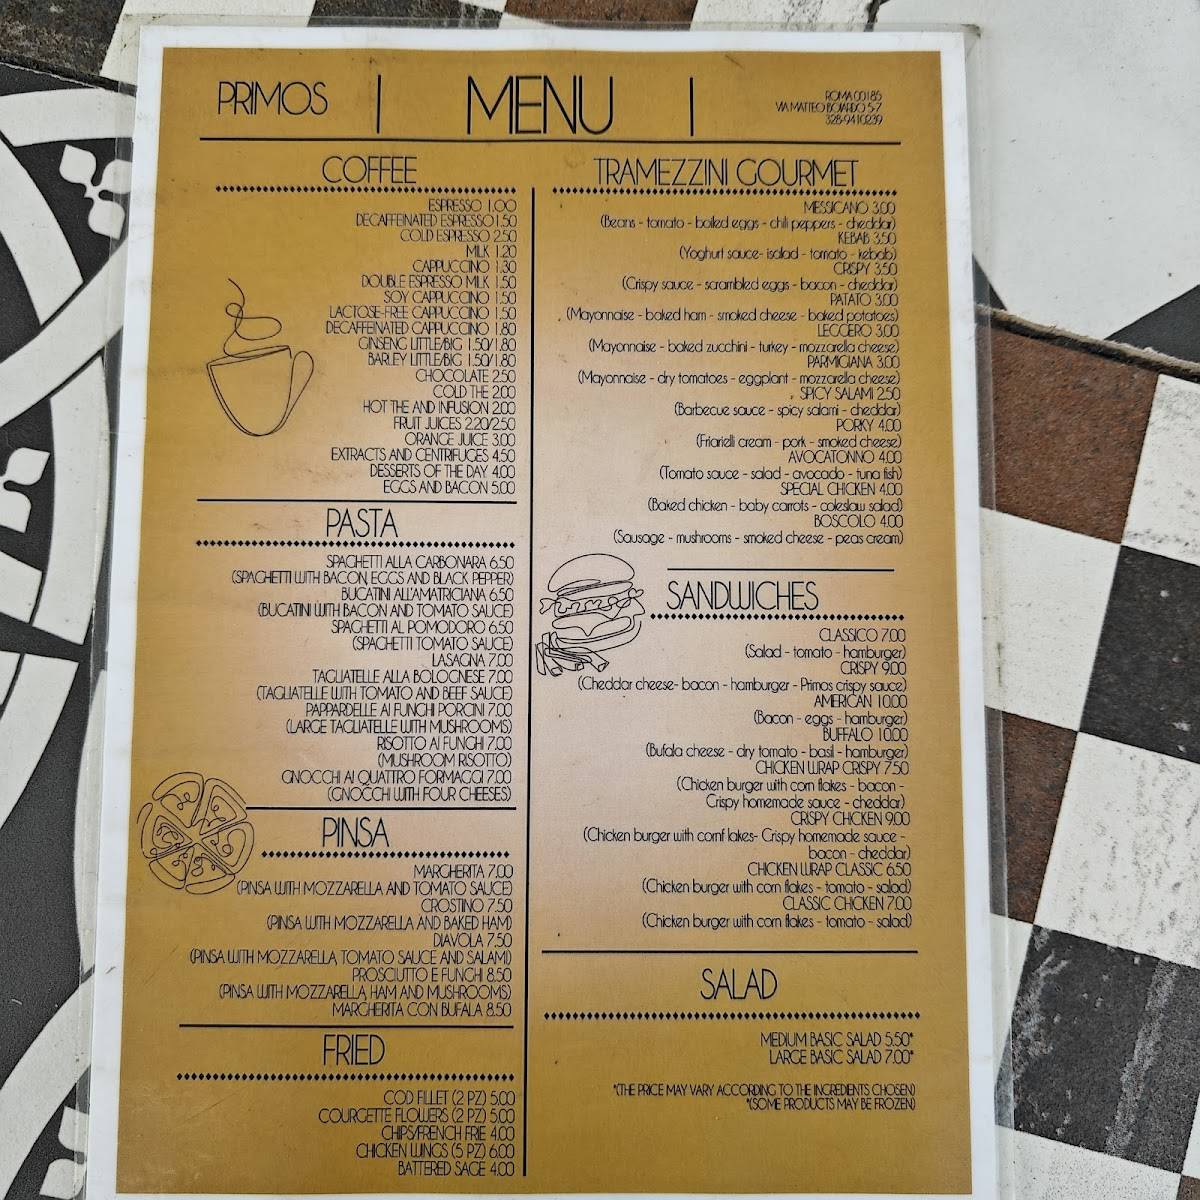 PRIMOS
MENU
ROMA 00185
VIA MATTEO BOIARDO 5-7
328-9410239
COFFEE
ESPRESSO 1.00
DECAFFEINATED ESPRESSO 1.50
COLD ESPRESSO 2.50
MILK 1.20
CAPPUCCINO 1.30
DOUBLE ESPRESSO MILK 1.50
SOY CAPPUCCINO 1.50
LACTOSE-FREE CAPPUCCINO 1.50
DECAFFEINATED CAPPUCCINO 1.80
GINSENG LITTLE/BIG 1.50/1.80
BARLEY LITTLE/BIG 1.50/1.80
CHOCOLATE 2.50
COLD THE 2.00
HOT THE AND INFUSION 2.00
FRUIT JUICES 2.20/2.50
ORANGE JUICE 3.00
EXTRACTS AND CENTRIFUGES 4.50
DESSERTS OF THE DAY 4.00
EGGS AND BACON 5.00
PASTA
SPAGHETTI ALLA CARBONARA 6.50
(SPAGHETTI WITH BACON, EGGS AND BLACK PEPPER)
BUCATINI ALL'AMATRICIANA 6.50
(BUCATINI WITH BACON AND TOMATO SAUCE)
SPAGHETTI AL POMODORO 6.50
(SPAGHETTI TOMATO SAUCE)
LASAGNA 7.00
TAGLIATELLE ALLA BOLOGNESE 7.00
(TAGLIATELLE WITH TOMATO AND BEEF SAUCE)
PAPPARDELLE AI FUNGHI PORCINI 7.00
(LARGE TAGLIATELLE WITH MUSHROOMS)
RISOTTO AI FUNGHI 7.00
(MUSHROOM RISOTTO)
GNOCCHI AI QUATTRO FORMAGGI 7.00
(GNOCCHI WITH FOUR CHEESES)
PINSA
MARGHERITA 7.00
(PINSA WITH MOZZARELLA AND TOMATO SAUCE)
CROSTINO 7.50
(PINSA WITH MOZZARELLA AND BAKED HAM)
DIAVOLA 7.50
(PINSA WITH MOZZARELLA, TOMATO SAUCE AND SALAMI)
PROSCIUTTO E FUNGHI 8.50
(PINSA WITH MOZZARELLA, HAM AND MUSHROOMS)
MARGHERITA CON BUFALA 8.50
FRIED
COD FILLET (2 PZ) 5.00
COURGETTE FLOWERS (2 PZ) 5.00
CHIPS/FRENCH FRIE 4.00
CHICKEN WINGS (5 PZ) 6.00
BATTERED SAGE 4.00
TRAMEZZINI GOURMET
MESSICANO 3.00
(Beans - tomato - boiled eggs - chili peppers - cheddar)
KEBAB 3.50
(Yoghurt sauce- isalad - tomato - kebab)
CRISPY 3.50
(Crispy sauce - scrambled eggs - bacon - cheddar)
PATATO 3.00
(Mayonnaise - baked ham - smoked cheese - baked potatoes)
LEGGERO 3.00
(Mayonnaise - baked zucchini - turkey - mozzarella cheese)
PARMIGIANA 3.00
(Mayonnaise - dry tomatoes - eggplant - mozzarella cheese)
SPICY SALAMI 2.50
(Barbecue sauce - spicy salami - cheddar)
PORKY 4.00
(Friarielli cream - pork - smoked cheese)
AVOCATONNO 4.00
(Tomato sauce - salad - avocado - tuna fish)
SPECIAL CHICKEN 4.00
(Baked chicken - baby carrots - coleslaw salad)
BOSCOLO 4.00
(Sausage - mushrooms - smoked cheese - peas cream)
SANDWICHES
CLASSICO 7.00
(Salad - tomato - hamburger)
CRISPY 9.00
(Cheddar cheese- bacon - hamburger - Primos crispy sauce)
AMERICAN 10.00
(Bacon - eggs - hamburger)
BUFFALO 10.00
(Bufala cheese - dry tomato - basil - hamburger)
CHICKEN WRAP CRISPY 7.50
(Chicken burger with corn flakes - bacon -
Crispy homemade sauce - cheddar)
CRISPY CHICKEN 9.00
(Chicken burger with cornf lakes- Crispy homemade sauce -
bacon - cheddar)
CHICKEN WRAP CLASSIC 6.50
(Chicken burger with corn flakes - tomato - salad)
CLASSIC CHICKEN 7.00
(Chicken burger with corn flakes - tomato - salad)
SALAD
MEDIUM BASIC SALAD 5.50*
LARGE BASIC SALAD 7.00*
*(THE PRICE MAY VARY ACCORDING TO THE INGREDIENTS CHOSEN)
*(SOME PRODUCTS MAY BE FROZEN)